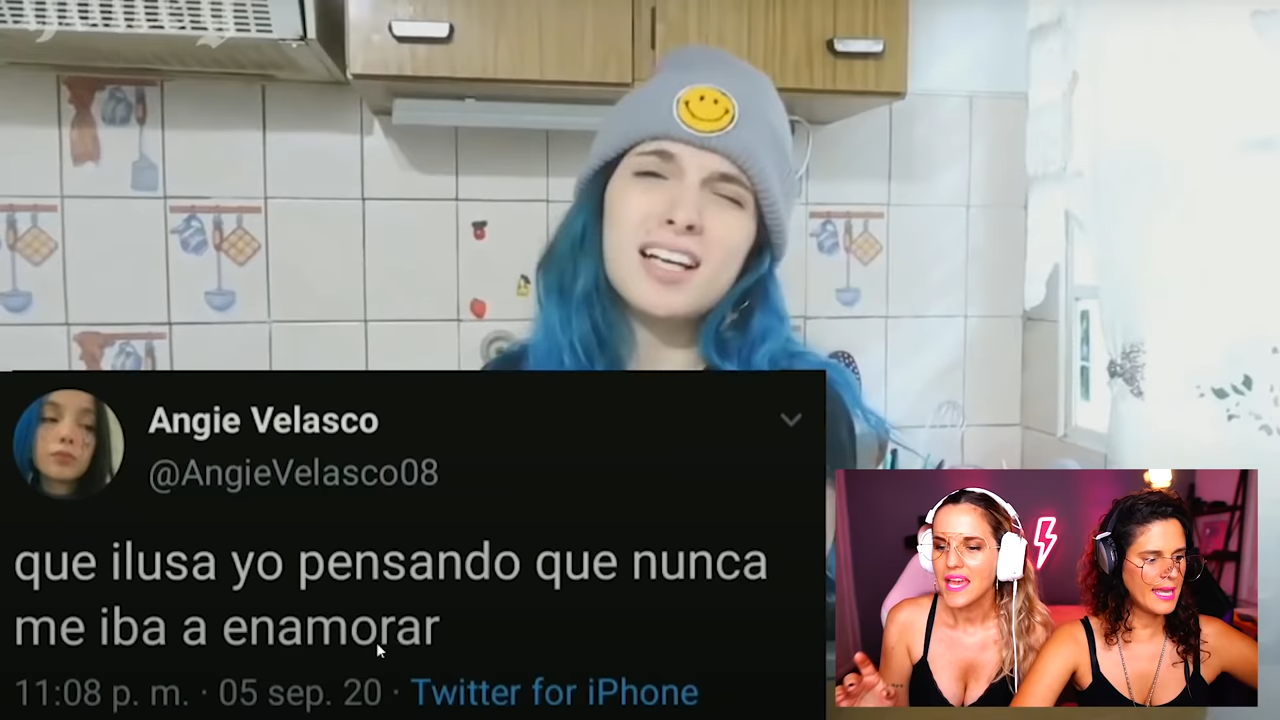 Angie Velasco
@AngieVelasco08
que ilusa yo pensando que nunca
me iba a enamorar
11:08 p. m. · 05 sep. 20 · Twitter for iPhone